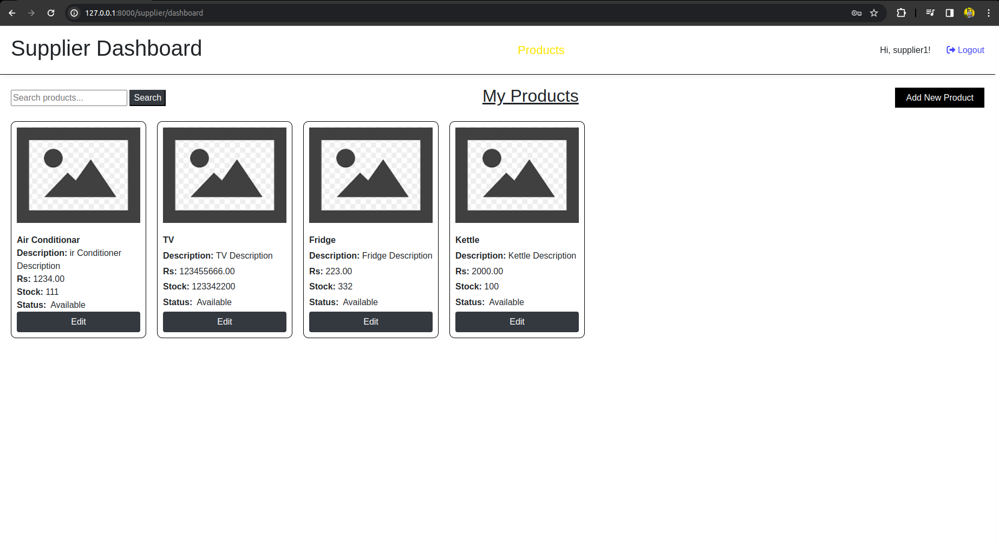 127.0.0.1:8000/supplier/dashboard
Supplier Dashboard
Products
Hi, supplier1!
Logout
Search products...
Search
My Products
Add New Product
Air Conditionar
Description: ir Conditioner
Description
Rs: 1234.00
Stock: 111
Status: Available
Edit
TV
Description: TV Description
Rs: 123455666.00
Stock: 123342200
Status: Available
Edit
Fridge
Description: Fridge Description
Rs: 223.00
Stock: 332
Status: Available
Edit
Kettle
Description: Kettle Description
Rs: 2000.00
Stock: 100
Status: Available
Edit